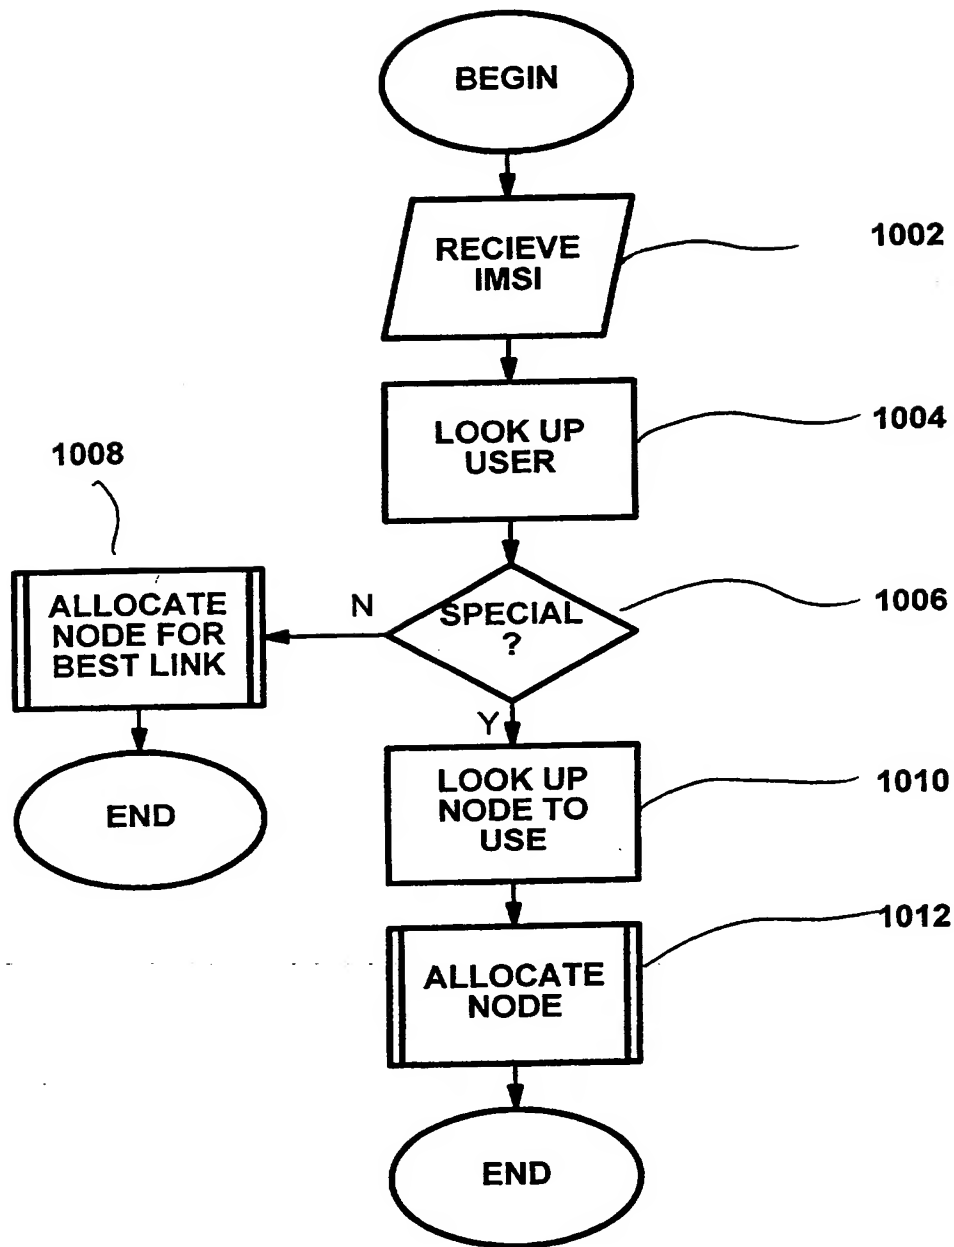 BEGIN
RECIEVE
IMSI
1002
LOOK UP
USER
1004
1008
SPECIAL
?
1006
N
ALLOCATE
NODE FOR
BEST LINK
Y
END
LOOK UP
NODE TO
USE
1010
ALLOCATE
NODE
1012
END